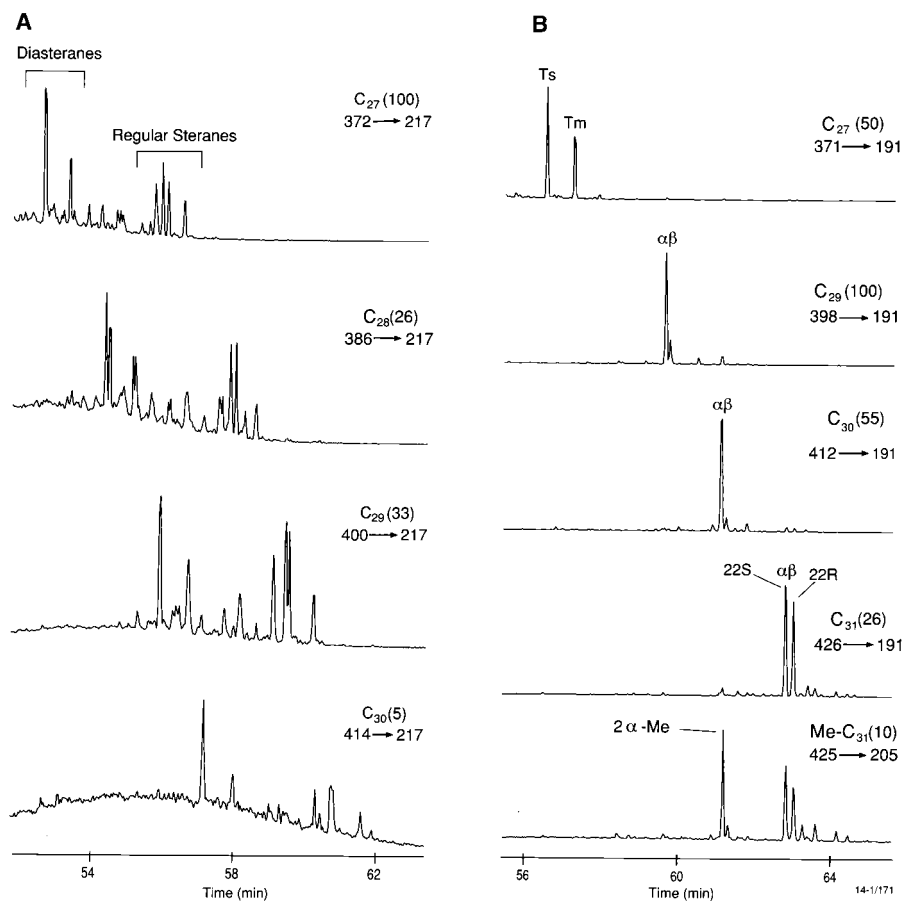 A
Diasteranes
Regular Steranes
C₂₇(100)
372→217
C₂₈(26)
386→217
C₂₉(33)
400→217
C₃₀(5)
414→217
54 58 62
Time (min)
B
Ts
Tm
C₂₇ (50)
371→191
αβ
C₂₉(100)
398→191
αβ
C₃₀(55)
412→191
22S αβ 22R
C₃₁(26)
426→191
2α-Me
Me-C₃₁(10)
425→205
56 60 64
Time (min)
14-1/171